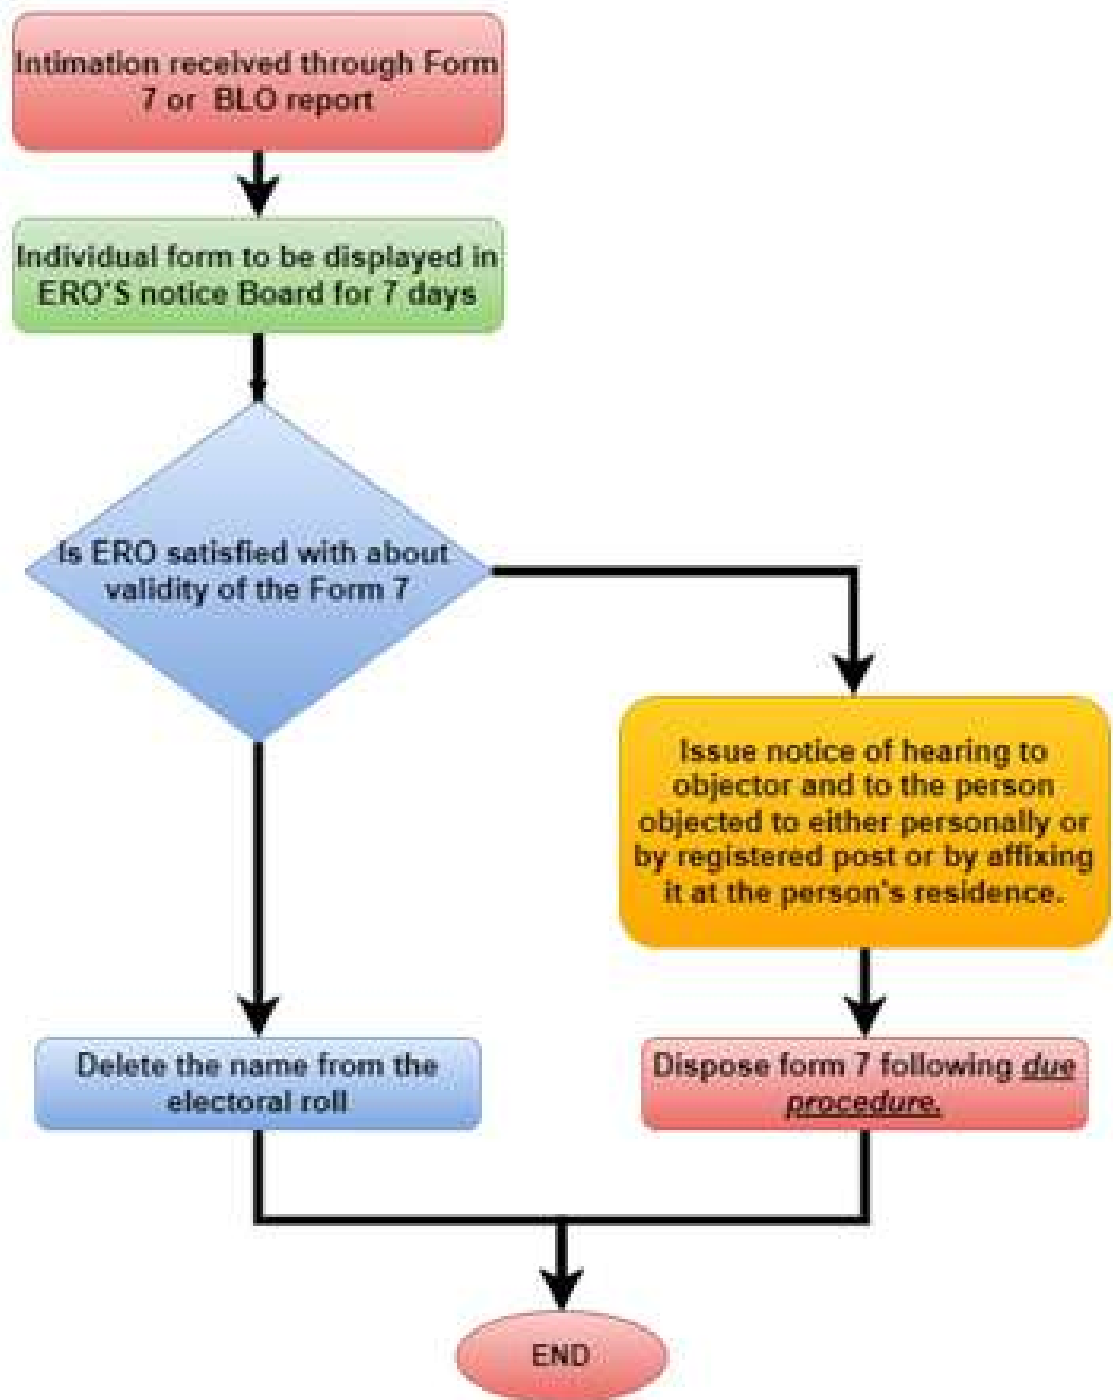 Intimation received through Form
7 or BLO report
Individual form to be displayed in
ERO'S notice Board for 7 days
Is ERO satisfied with about
validity of the Form 7
Issue notice of hearing to
objector and to the person
objected to either personally or
by registered post or by affixing
it at the person's residence.
Delete the name from the
electoral roll
Dispose form 7 following due
procedure.
END